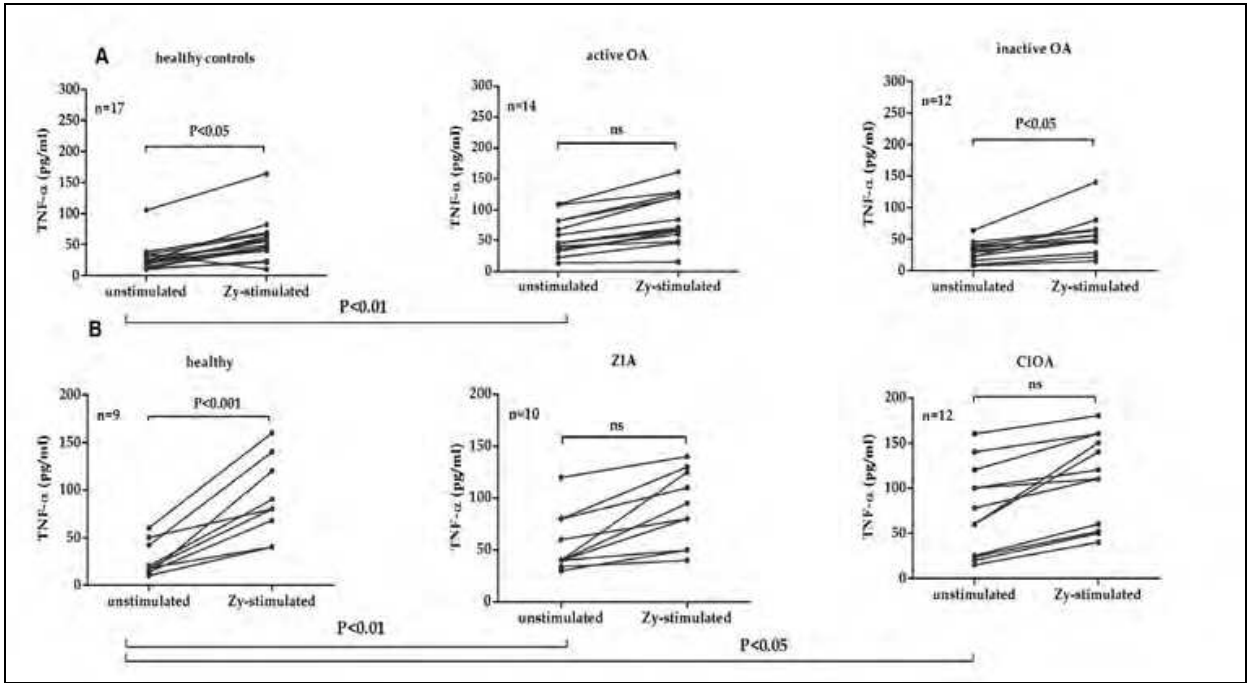 A
healthy controls
active OA
inactive OA
TNF-α (pg/ml)
300
250
200
150
100
50
0
n=17
P<0.05
unstimulated
Zy-stimulated
TNF-α (pg/ml)
300
250
200
150
100
50
0
n=14
ns
unstimulated
Zy-stimulated
TNF-α (pg/ml)
300
250
200
150
100
50
0
n=12
P<0.05
unstimulated
Zy-stimulated
P<0.01
B
healthy
ZIA
CIOA
TNF-α (pg/ml)
200
150
100
50
0
n=9
P<0.001
unstimulated
Zy-stimulated
TNF-α (pg/ml)
200
150
100
50
0
n=10
ns
unstimulated
Zy-stimulated
TNF-α (pg/ml)
200
150
100
50
0
n=12
ns
unstimulated
Zy-stimulated
P<0.01
P<0.05